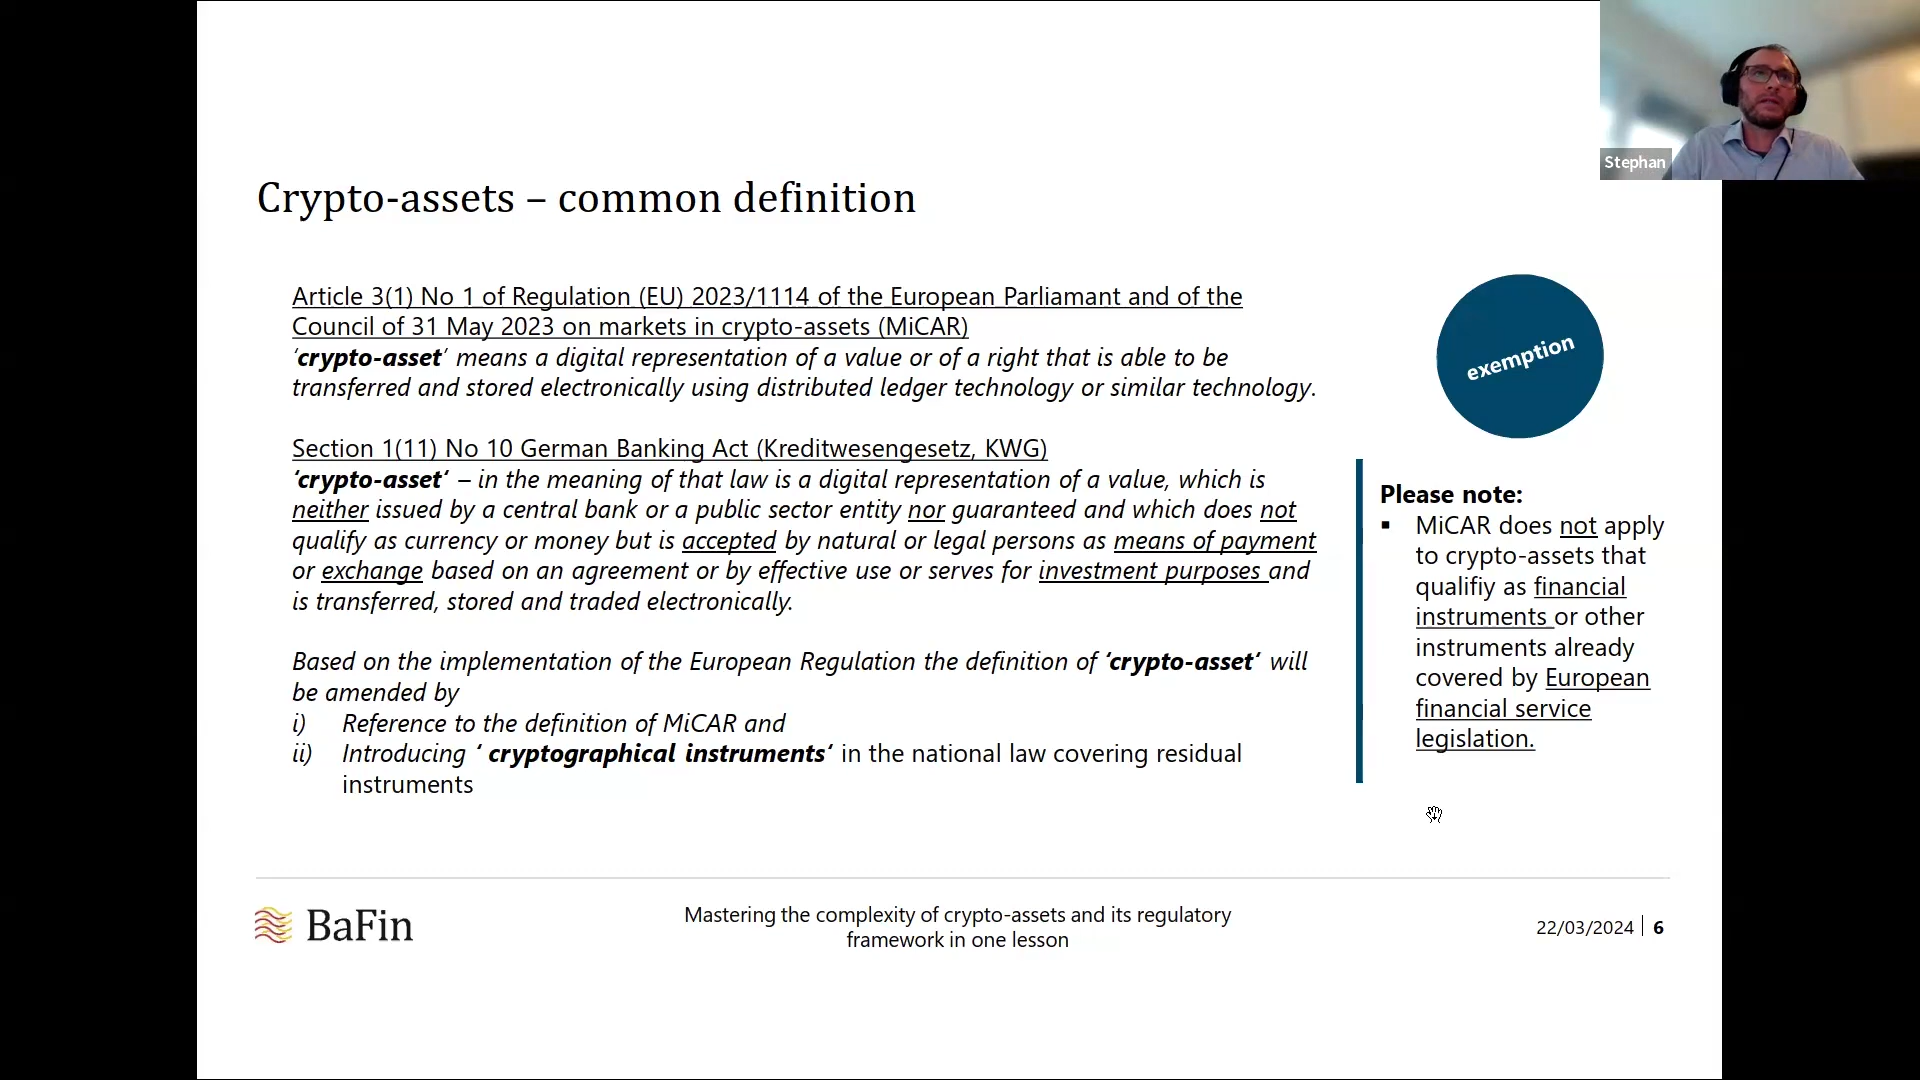 Stephan
Crypto-assets – common definition
Article 3(1) No 1 of Regulation (EU) 2023/1114 of the European Parliamant and of the
Council of 31 May 2023 on markets in crypto-assets (MiCAR)
‘crypto-asset’ means a digital representation of a value or of a right that is able to be
transferred and stored electronically using distributed ledger technology or similar technology.
Section 1(11) No 10 German Banking Act (Kreditwesengesetz, KWG)
‘crypto-asset‘ – in the meaning of that law is a digital representation of a value, which is
neither issued by a central bank or a public sector entity nor guaranteed and which does not
qualify as currency or money but is accepted by natural or legal persons as means of payment
or exchange based on an agreement or by effective use or serves for investment purposes and
is transferred, stored and traded electronically.
Based on the implementation of the European Regulation the definition of ‘crypto-asset‘ will
be amended by
i) Reference to the definition of MiCAR and
ii) Introducing ‘ cryptographical instruments‘ in the national law covering residual
instruments
exemption
Please note:
▪ MiCAR does not apply
to crypto-assets that
qualifiy as financial
instruments or other
instruments already
covered by European
financial service
legislation.
BaFin
Mastering the complexity of crypto-assets and its regulatory
framework in one lesson
22/03/2024 | 6